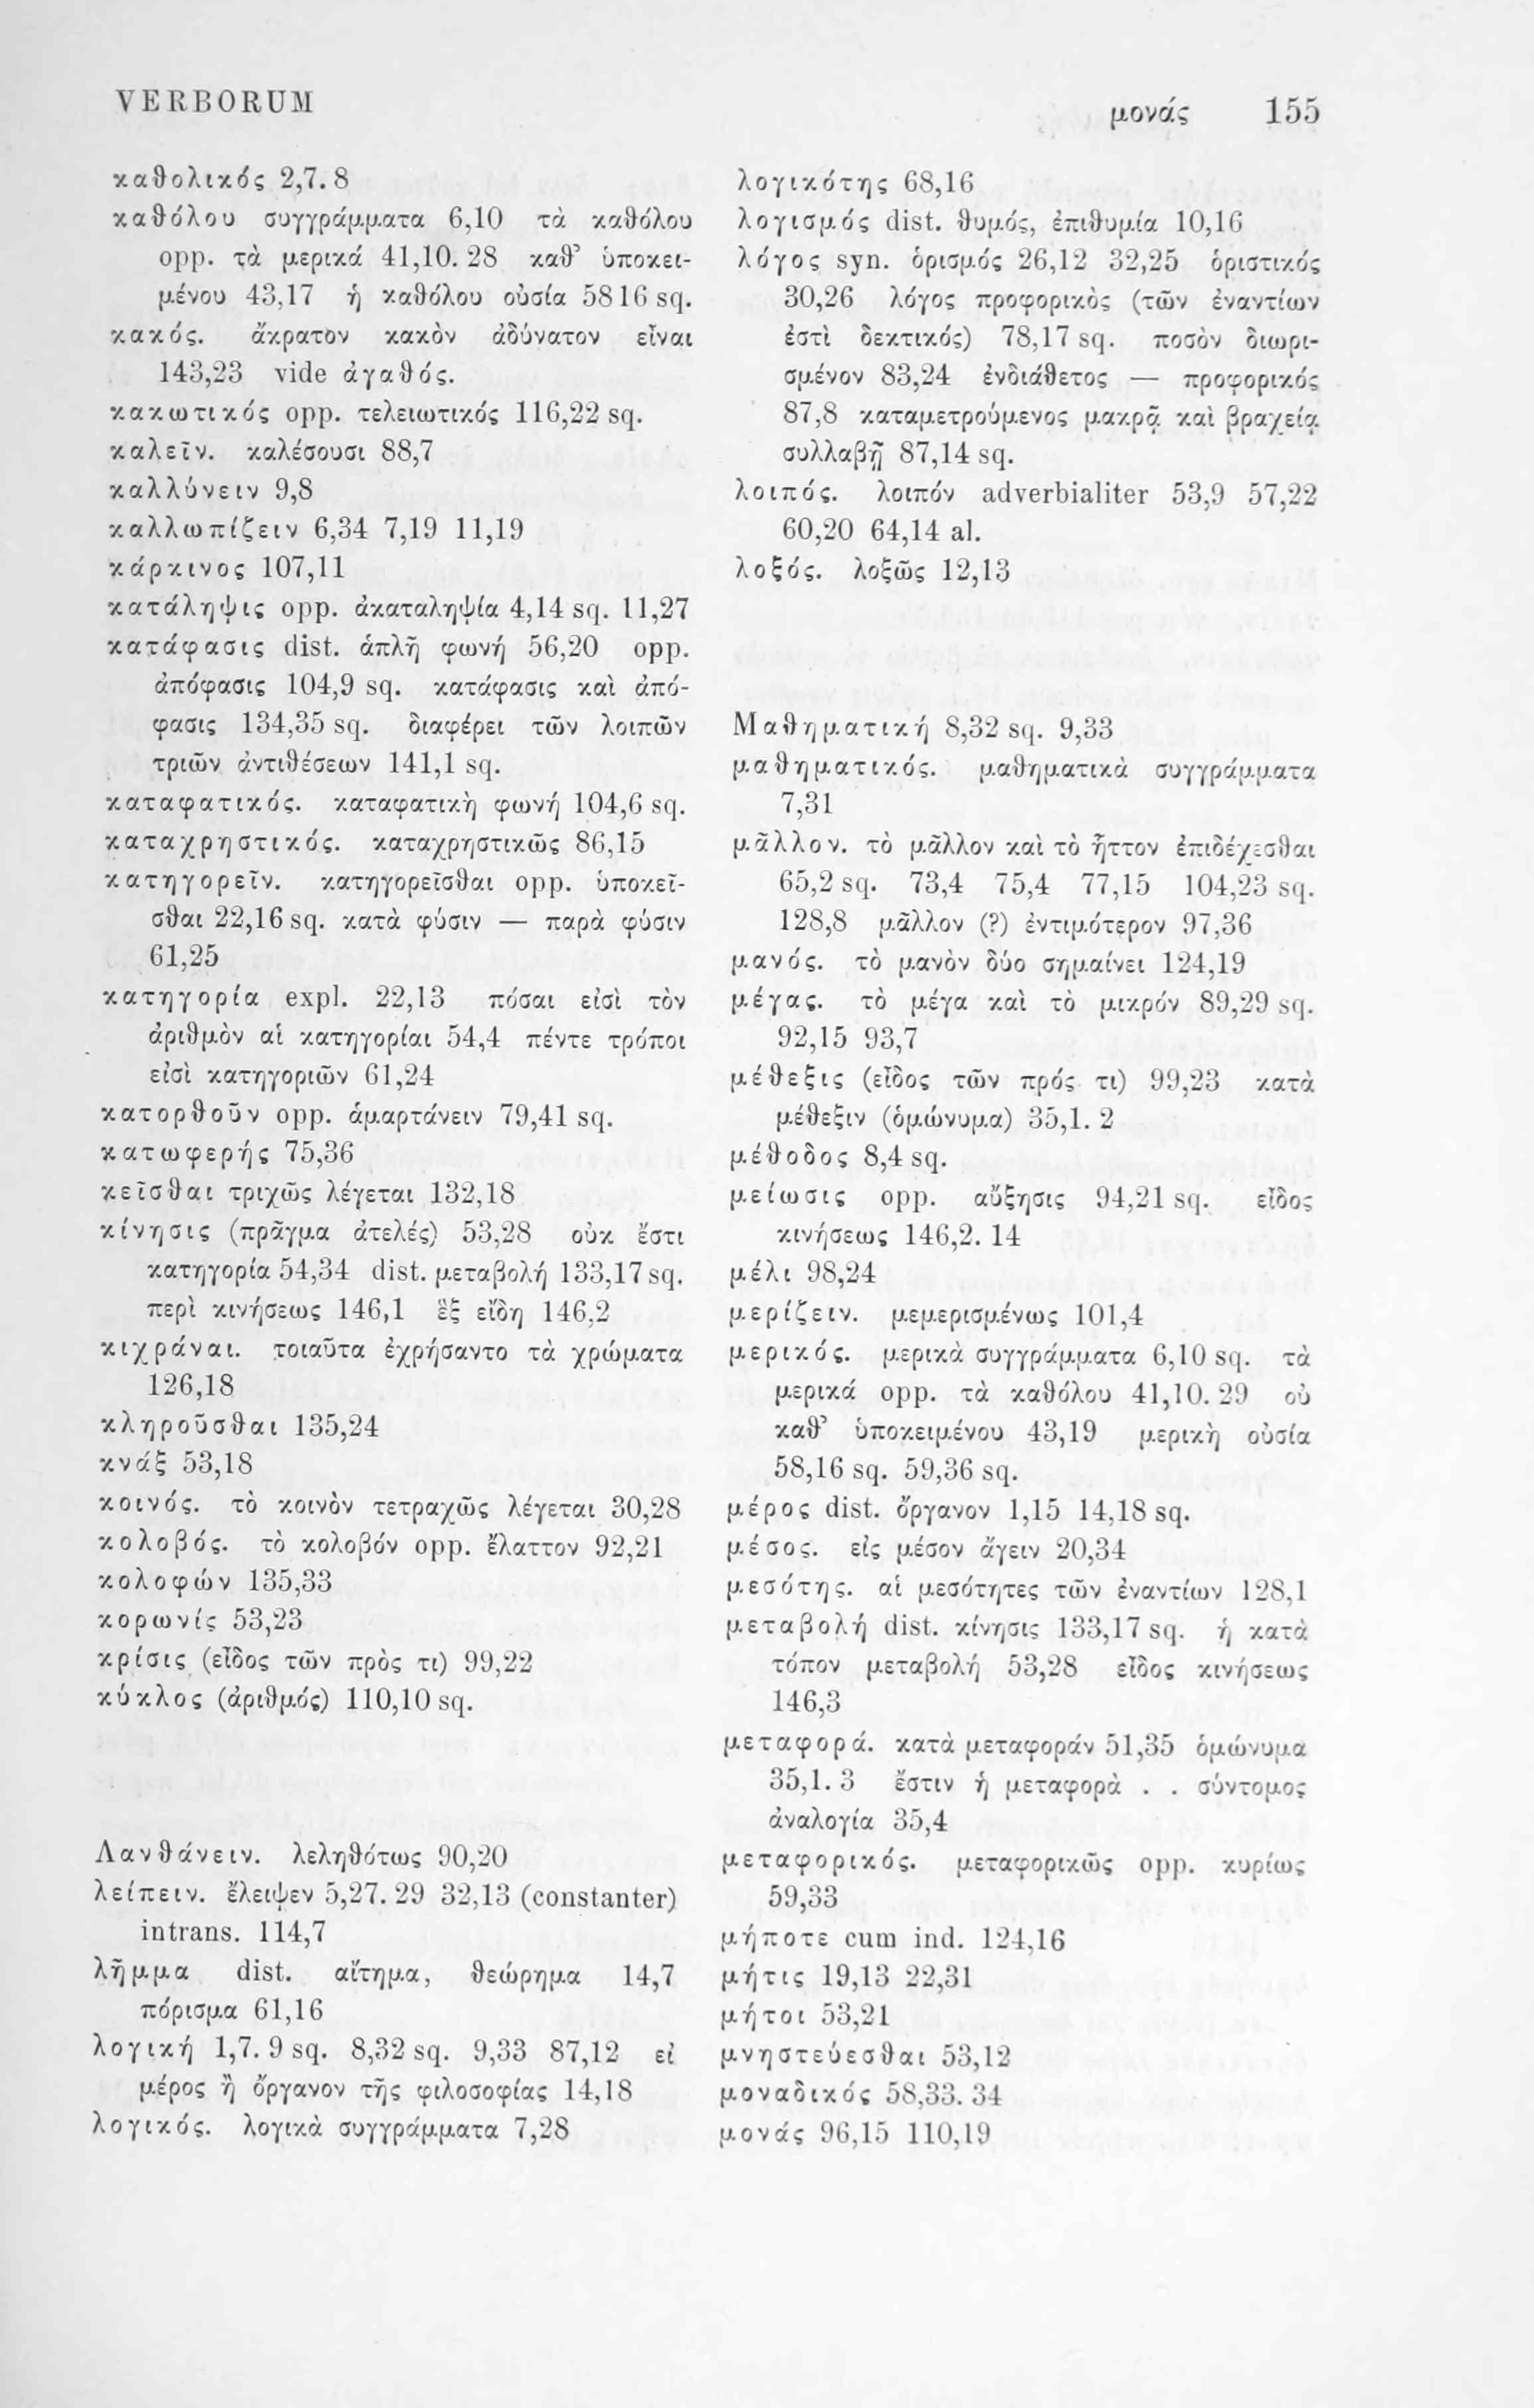 VERBORUM
μονάς 155
καθολικός 2,7. 8
καθόλου συγγράμματα 6,10 τὰ καθόλου
opp. τὰ μερικά 41,10. 28 καθ’ ὑποκει-
μένου 43,17 ἡ καθόλου οὐσία 5816 sq.
κακός. ἄκρατον κακὸν ἀδύνατον εἶναι
143,23 vide ἀγαθός.
κακωτικός opp. τελειωτικός 116,22 sq.
καλεῖν. καλέσουσι 88,7
καλλύνειν 9,8
καλλωπίζειν 6,34 7,19 11,19
κάρκινος 107,11
κατάληψις opp. ἀκαταληψία 4,14 sq. 11,27
κατάφασις dist. ἁπλῆ φωνή 56,20 opp.
ἀπόφασις 104,9 sq. κατάφασις καὶ ἀπό-
φασις 134,35 sq. διαφέρει τῶν λοιπῶν
τριῶν ἀντιθέσεων 141,1 sq.
καταφατικός. καταφατικὴ φωνή 104,6 sq.
καταχρηστικός. καταχρηστικῶς 86,15
κατηγορεῖν. κατηγορεῖσθαι opp. ὑποκεῖ-
σθαι 22,16 sq. κατὰ φύσιν — παρὰ φύσιν
61,25
κατηγορία expl. 22,13 πόσαι εἰσὶ τὸν
ἀριθμὸν αἱ κατηγορίαι 54,4 πέντε τρόποι
εἰσὶ κατηγοριῶν 61,24
κατορθοῦν opp. ἁμαρτάνειν 79,41 sq.
κατωφερής 75,36
κεῖσθαι τριχῶς λέγεται 132,18
κίνησις (πρᾶγμα ἀτελές) 53,28 οὐκ ἔστι
κατηγορία 54,34 dist. μεταβολή 133,17 sq.
περὶ κινήσεως 146,1 ἓξ εἴδη 146,2
κιχράναι. τοιαῦτα ἐχρήσαντο τὰ χρώματα
126,18
κληροῦσθαι 135,24
κνάξ 53,18
κοινός. τὸ κοινὸν τετραχῶς λέγεται 30,28
κολοβός. τὸ κολοβόν opp. ἔλαττον 92,21
κολοφών 135,33
κορωνίς 53,23
κρίσις (εἶδος τῶν πρὸς τι) 99,22
κύκλος (ἀριθμός) 110,10 sq.
Λανθάνειν. λεληθότως 90,20
λείπειν. ἔλειψεν 5,27. 29 32,13 (constanter)
intrans. 114,7
λῆμμα dist. αἴτημα, θεώρημα 14,7
πόρισμα 61,16
λογική 1,7. 9 sq. 8,32 sq. 9,33 87,12 εἰ
μέρος ἢ ὄργανον τῆς φιλοσοφίας 14,18
λογικός. λογικὰ συγγράμματα 7,28
λογικότης 68,16
λογισμός dist. θυμός, ἐπιθυμία 10,16
λόγος syn. ὁρισμός 26,12 32,25 ὁριστικός
30,26 λόγος προφορικὸς (τῶν ἐναντίων
ἐστὶ δεκτικός) 78,17 sq. ποσὸν διωρι-
σμένον 83,24 ἐνδιάθετος — προφορικός
87,8 καταμετρούμενος μακρᾷ καὶ βραχείᾳ
συλλαβῇ 87,14 sq.
λοιπός. λοιπόν adverbialiter 53,9 57,22
60,20 64,14 al.
λοξός. λοξῶς 12,13
Μαθηματική 8,32 sq. 9,33
μαθηματικός. μαθηματικὰ συγγράμματα
7,31
μᾶλλον. τὸ μᾶλλον καὶ τὸ ἧττον ἐπιδέχεσθαι
65,2 sq. 73,4 75,4 77,15 104,23 sq.
128,8 μᾶλλον (?) ἐντιμότερον 97,36
μανός. τὸ μανὸν δύο σημαίνει 124,19
μέγας. τὸ μέγα καὶ τὸ μικρόν 89,29 sq.
92,15 93,7
μέθεξις (εἶδος τῶν πρός τι) 99,23 κατὰ
μέθεξιν (ὁμώνυμα) 35,1. 2
μέθοδος 8,4 sq.
μείωσις opp. αὔξησις 94,21 sq. εἶδος
κινήσεως 146,2. 14
μέλι 98,24
μερίζειν. μεμερισμένως 101,4
μερικός. μερικὰ συγγράμματα 6,10 sq. τὰ
μερικά opp. τὰ καθόλου 41,10. 29 οὐ
καθ’ ὑποκειμένου 43,19 μερικὴ οὐσία
58,16 sq. 59,36 sq.
μέρος dist. ὄργανον 1,15 14,18 sq.
μέσος. εἰς μέσον ἄγειν 20,34
μεσότης. αἱ μεσότητες τῶν ἐναντίων 128,1
μεταβολή dist. κίνησις 133,17 sq. ἡ κατὰ
τόπον μεταβολή 53,28 εἶδος κινήσεως
146,3
μεταφορά. κατὰ μεταφοράν 51,35 ὁμώνυμα
35,1. 3 ἔστιν ἡ μεταφορὰ . . σύντομος
ἀναλογία 35,4
μεταφορικός. μεταφορικῶς opp. κυρίως
59,33
μήποτε cum ind. 124,16
μήτις 19,13 22,31
μήτοι 53,21
μνηστεύεσθαι 53,12
μοναδικός 58,33. 34
μονάς 96,15 110,19